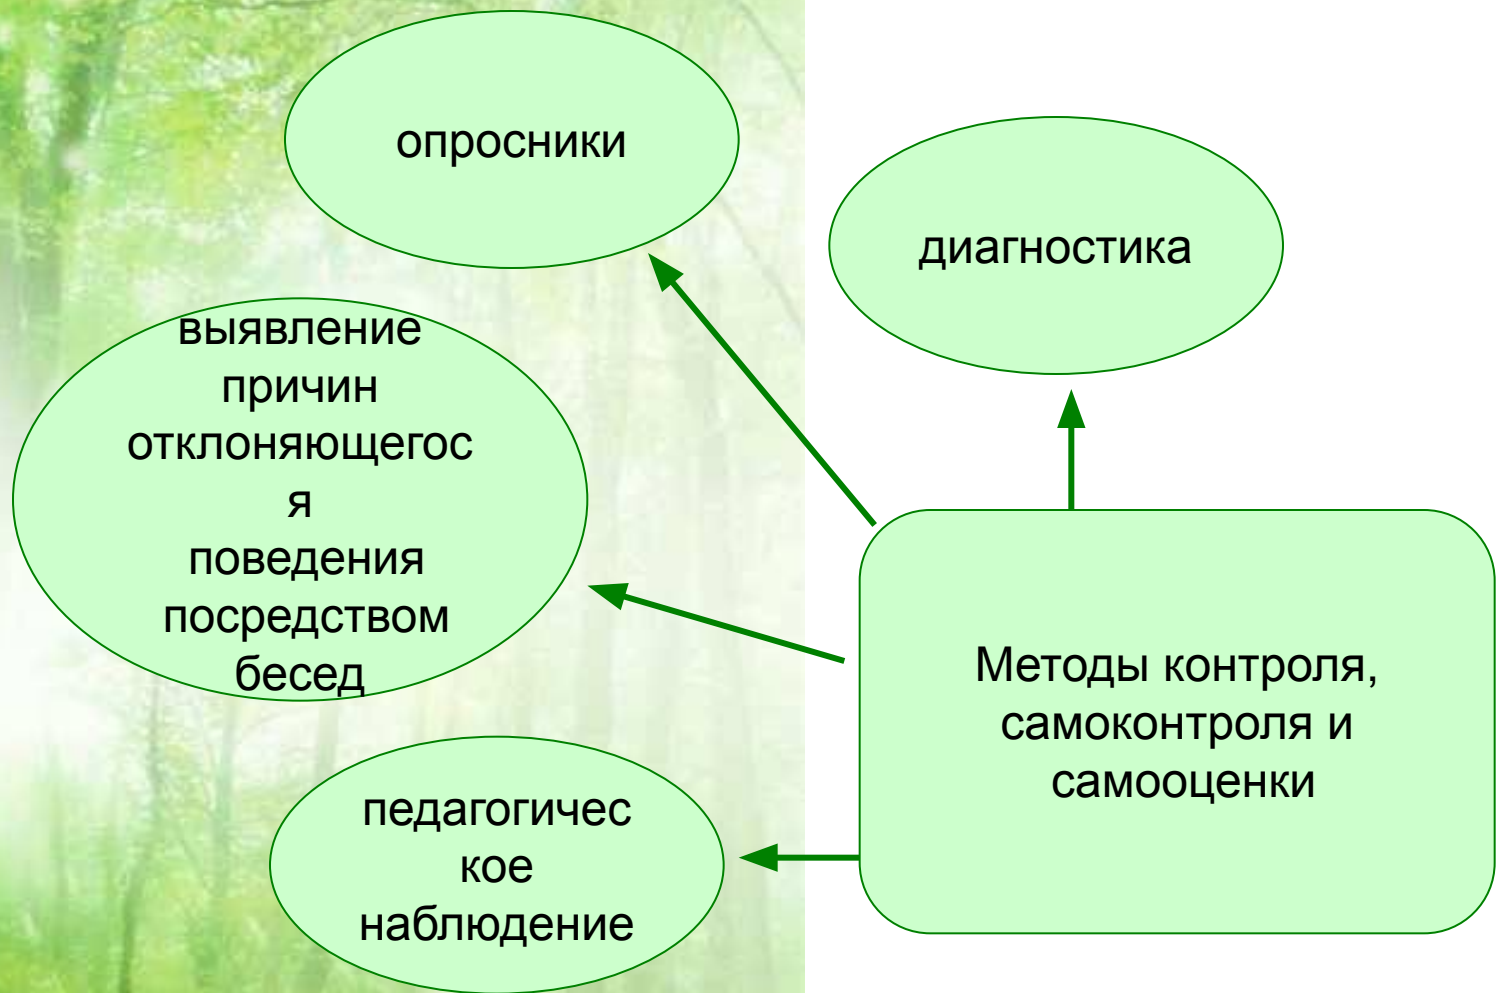 опросники
диагностика
выявление
причин
отклоняющегос
я
поведения
посредством
бесед
Методы контроля,
самоконтроля и
самооценки
педагогичес
кое
наблюдение